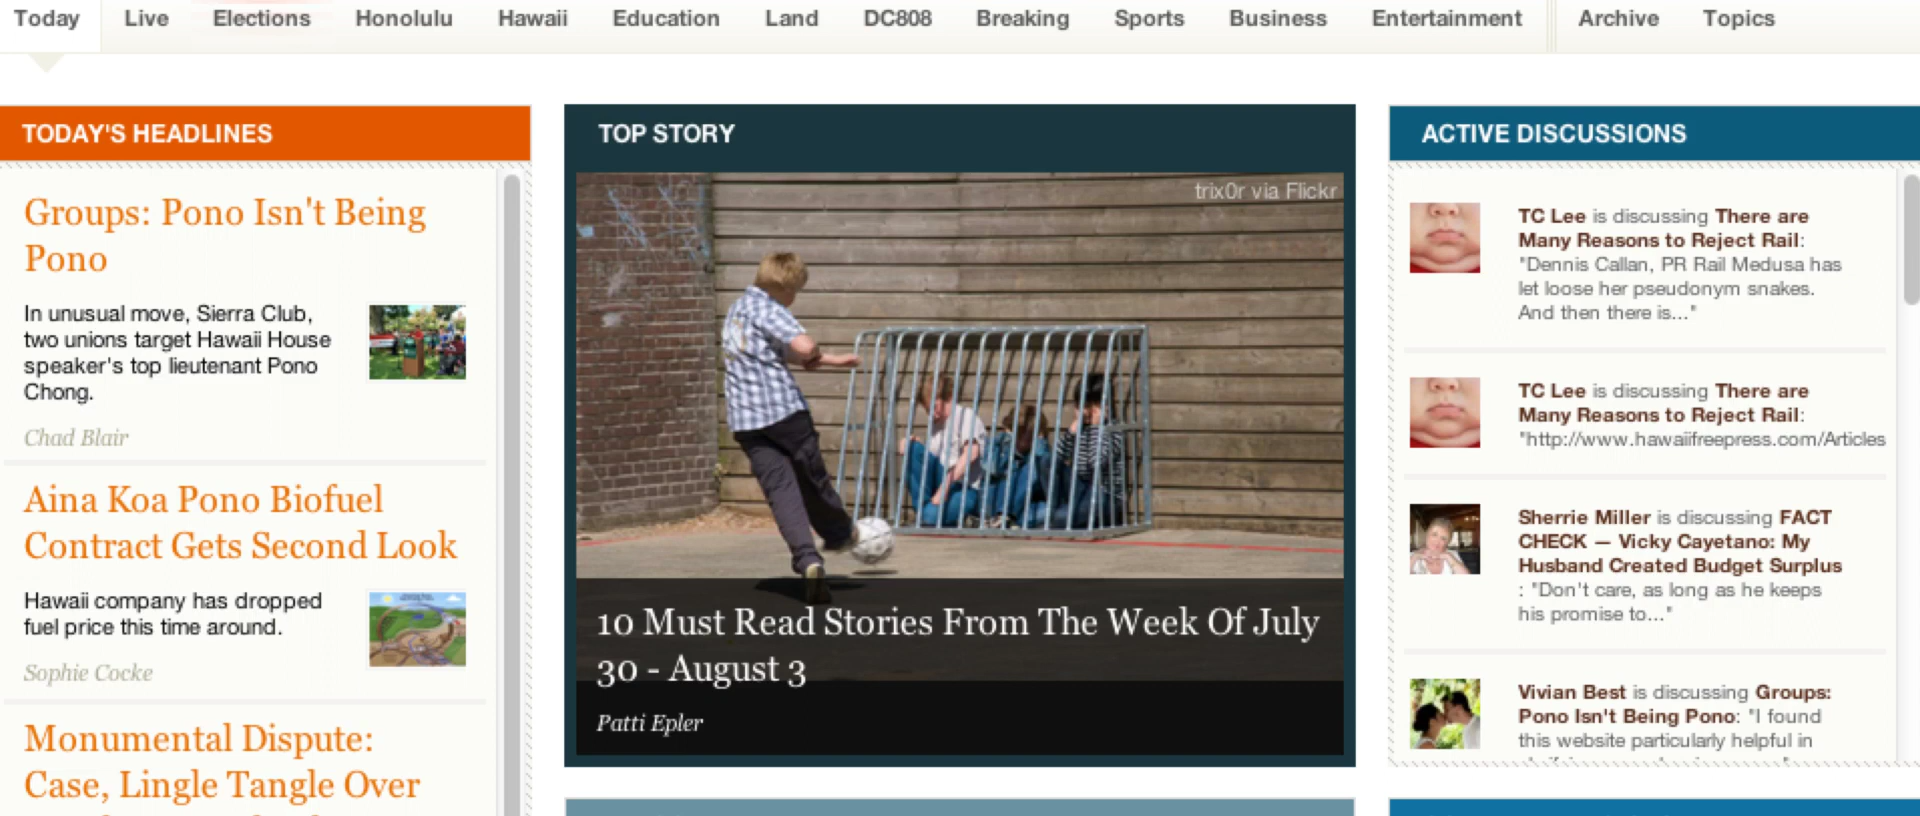 Today Live Elections Honolulu Hawaii Education Land DC808 Breaking Sports Business Entertainment Archive Topics
TODAY'S HEADLINES
Groups: Pono Isn't Being
Pono
In unusual move, Sierra Club,
two unions target Hawaii House
speaker's top lieutenant Pono
Chong.
Chad Blair
Aina Koa Pono Biofuel
Contract Gets Second Look
Hawaii company has dropped
fuel price this time around.
Sophie Cocke
Monumental Dispute:
Case, Lingle Tangle Over
TOP STORY
trix0r via Flickr
10 Must Read Stories From The Week Of July
30 - August 3
Patti Epler
ACTIVE DISCUSSIONS
TC Lee is discussing There are
Many Reasons to Reject Rail:
"Dennis Callan, PR Rail Medusa has
let loose her pseudonym snakes.
And then there is..."
TC Lee is discussing There are
Many Reasons to Reject Rail:
"http://www.hawaiifreepress.com/Articles
Sherrie Miller is discussing FACT
CHECK — Vicky Cayetano: My
Husband Created Budget Surplus
: "Don't care, as long as he keeps
his promise to..."
Vivian Best is discussing Groups:
Pono Isn't Being Pono: "I found
this website particularly helpful in